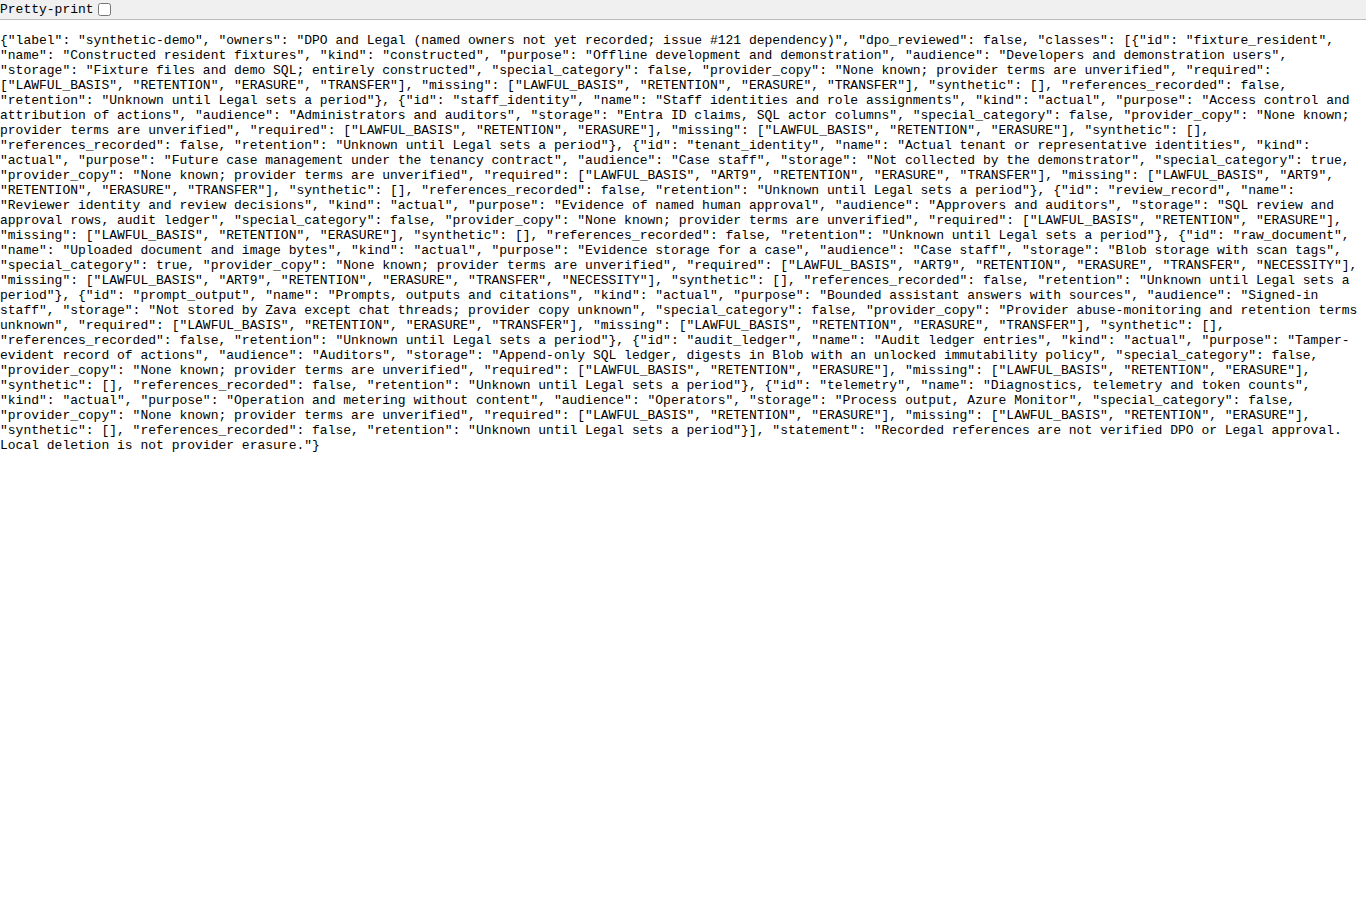 Pretty-print
{"label": "synthetic-demo", "owners": "DPO and Legal (named owners not yet recorded; issue #121 dependency)", "dpo_reviewed": false, "classes": [{"id": "fixture_resident",
"name": "Constructed resident fixtures", "kind": "constructed", "purpose": "Offline development and demonstration", "audience": "Developers and demonstration users",
"storage": "Fixture files and demo SQL; entirely constructed", "special_category": false, "provider_copy": "None known; provider terms are unverified", "required":
["LAWFUL_BASIS", "RETENTION", "ERASURE", "TRANSFER"], "missing": ["LAWFUL_BASIS", "RETENTION", "ERASURE", "TRANSFER"], "synthetic": [], "references_recorded": false,
"retention": "Unknown until Legal sets a period"}, {"id": "staff_identity", "name": "Staff identities and role assignments", "kind": "actual", "purpose": "Access control and
attribution of actions", "audience": "Administrators and auditors", "storage": "Entra ID claims, SQL actor columns", "special_category": false, "provider_copy": "None known;
provider terms are unverified", "required": ["LAWFUL_BASIS", "RETENTION", "ERASURE"], "missing": ["LAWFUL_BASIS", "RETENTION", "ERASURE"], "synthetic": [],
"references_recorded": false, "retention": "Unknown until Legal sets a period"}, {"id": "tenant_identity", "name": "Actual tenant or representative identities", "kind":
"actual", "purpose": "Future case management under the tenancy contract", "audience": "Case staff", "storage": "Not collected by the demonstrator", "special_category": true,
"provider_copy": "None known; provider terms are unverified", "required": ["LAWFUL_BASIS", "ART9", "RETENTION", "ERASURE", "TRANSFER"], "missing": ["LAWFUL_BASIS", "ART9",
"RETENTION", "ERASURE", "TRANSFER"], "synthetic": [], "references_recorded": false, "retention": "Unknown until Legal sets a period"}, {"id": "review_record", "name":
"Reviewer identity and review decisions", "kind": "actual", "purpose": "Evidence of named human approval", "audience": "Approvers and auditors", "storage": "SQL review and
approval rows, audit ledger", "special_category": false, "provider_copy": "None known; provider terms are unverified", "required": ["LAWFUL_BASIS", "RETENTION", "ERASURE"],
"missing": ["LAWFUL_BASIS", "RETENTION", "ERASURE"], "synthetic": [], "references_recorded": false, "retention": "Unknown until Legal sets a period"}, {"id": "raw_document",
"name": "Uploaded document and image bytes", "kind": "actual", "purpose": "Evidence storage for a case", "audience": "Case staff", "storage": "Blob storage with scan tags",
"special_category": true, "provider_copy": "None known; provider terms are unverified", "required": ["LAWFUL_BASIS", "ART9", "RETENTION", "ERASURE", "TRANSFER", "NECESSITY"],
"missing": ["LAWFUL_BASIS", "ART9", "RETENTION", "ERASURE", "TRANSFER", "NECESSITY"], "synthetic": [], "references_recorded": false, "retention": "Unknown until Legal sets a
period"}, {"id": "prompt_output", "name": "Prompts, outputs and citations", "kind": "actual", "purpose": "Bounded assistant answers with sources", "audience": "Signed-in
staff", "storage": "Not stored by Zava except chat threads; provider copy unknown", "special_category": false, "provider_copy": "Provider abuse-monitoring and retention terms
unknown", "required": ["LAWFUL_BASIS", "RETENTION", "ERASURE", "TRANSFER"], "missing": ["LAWFUL_BASIS", "RETENTION", "ERASURE", "TRANSFER"], "synthetic": [],
"references_recorded": false, "retention": "Unknown until Legal sets a period"}, {"id": "audit_ledger", "name": "Audit ledger entries", "kind": "actual", "purpose": "Tamper-
evident record of actions", "audience": "Auditors", "storage": "Append-only SQL ledger, digests in Blob with an unlocked immutability policy", "special_category": false,
"provider_copy": "None known; provider terms are unverified", "required": ["LAWFUL_BASIS", "RETENTION", "ERASURE"], "missing": ["LAWFUL_BASIS", "RETENTION", "ERASURE"],
"synthetic": [], "references_recorded": false, "retention": "Unknown until Legal sets a period"}, {"id": "telemetry", "name": "Diagnostics, telemetry and token counts",
"kind": "actual", "purpose": "Operation and metering without content", "audience": "Operators", "storage": "Process output, Azure Monitor", "special_category": false,
"provider_copy": "None known; provider terms are unverified", "required": ["LAWFUL_BASIS", "RETENTION", "ERASURE"], "missing": ["LAWFUL_BASIS", "RETENTION", "ERASURE"],
"synthetic": [], "references_recorded": false, "retention": "Unknown until Legal sets a period"}], "statement": "Recorded references are not verified DPO or Legal approval.
Local deletion is not provider erasure."}